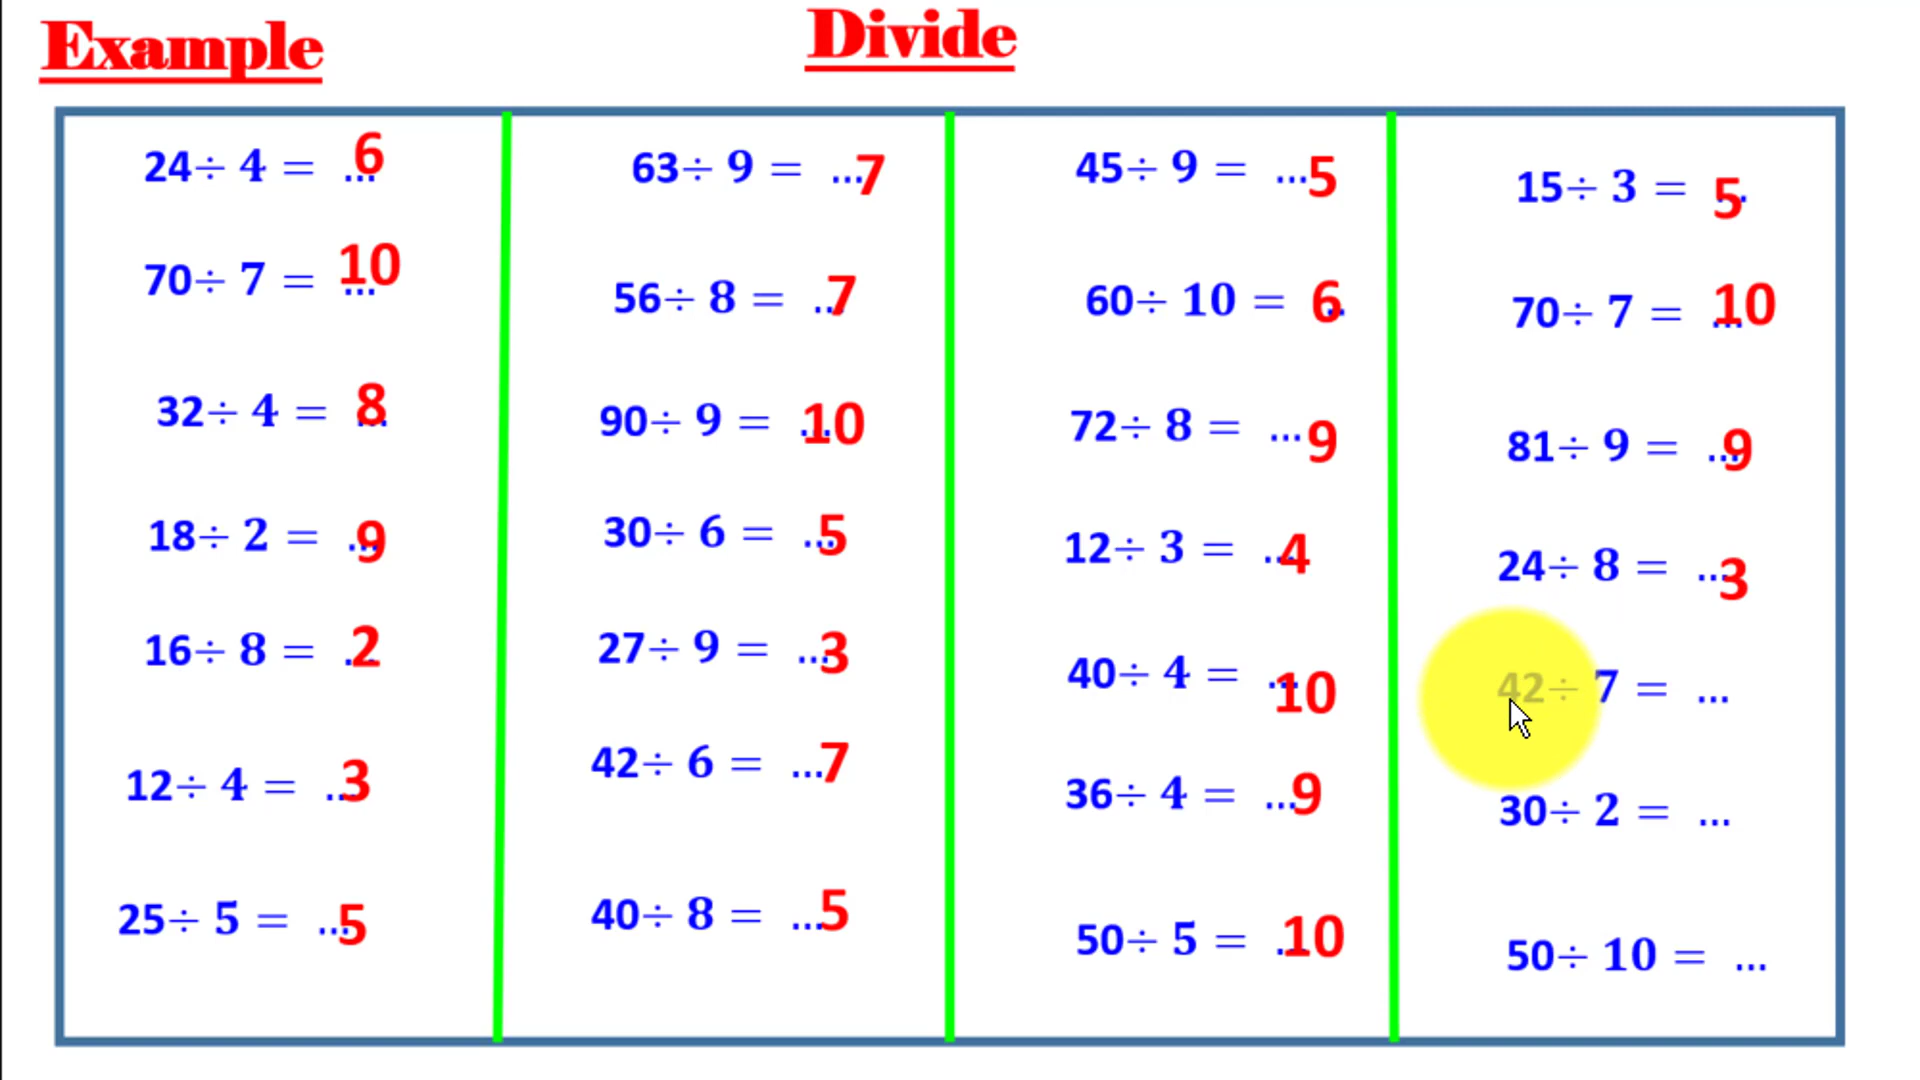 Example
Divide
24÷ 4 = ...6
70÷ 7 = ...10
32÷ 4 = ...8
18÷ 2 = ...9
16÷ 8 = ...2
12÷ 4 = ...3
25÷ 5 = ...5
63÷ 9 = ...7
56÷ 8 = ...7
90÷ 9 = ...10
30÷ 6 = ...5
27÷ 9 = ...3
42÷ 6 = ...7
40÷ 8 = ...5
45÷ 9 = ...5
60÷ 10 = ...6
72÷ 8 = ...9
12÷ 3 = ...4
40÷ 4 = ...10
36÷ 4 = ...9
50÷ 5 = ...10
15÷ 3 = ...5
70÷ 7 = ...10
81÷ 9 = ...9
24÷ 8 = ...3
42÷ 7 = ...
30÷ 2 = ...
50÷ 10 = ...